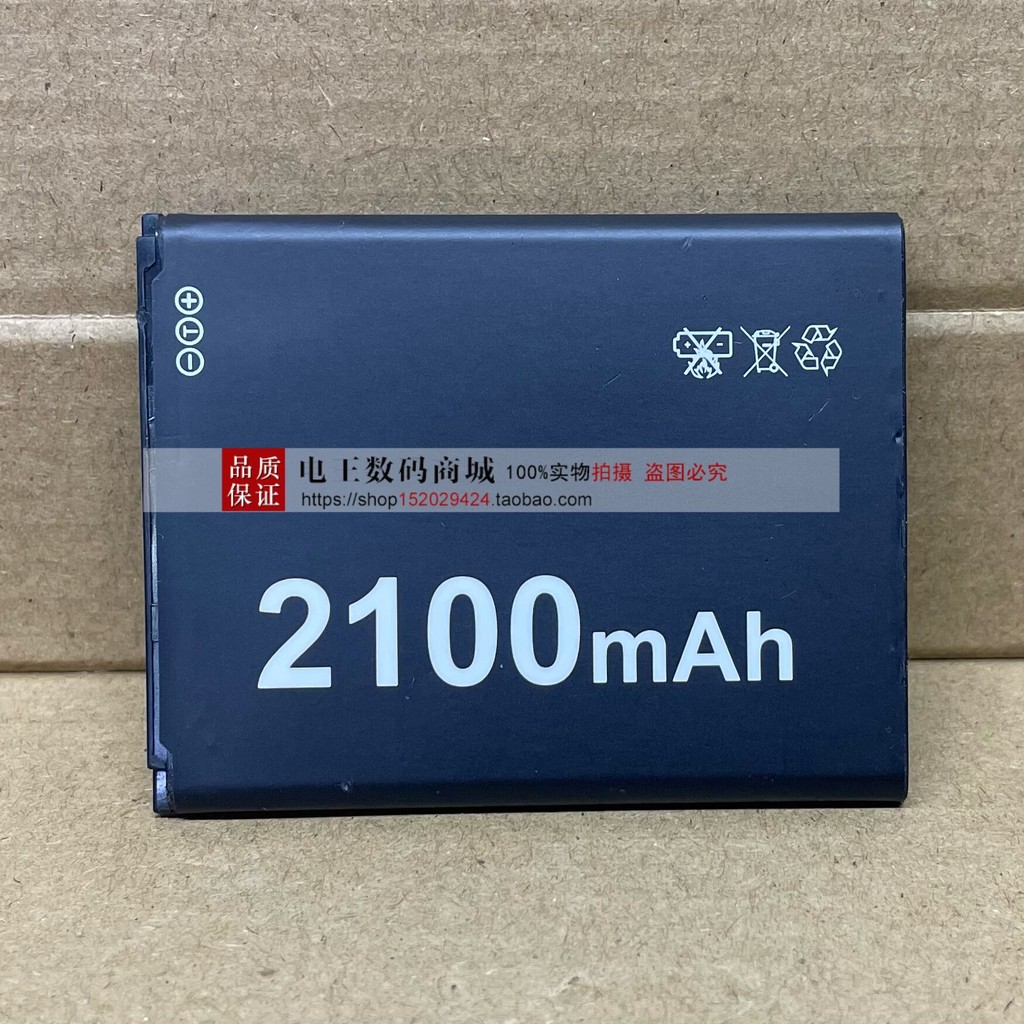 +
T
-
品质
保证
电王数码商城 100%实物拍摄 盗图必究
https://shop152029424.taobao.com
2100mAh